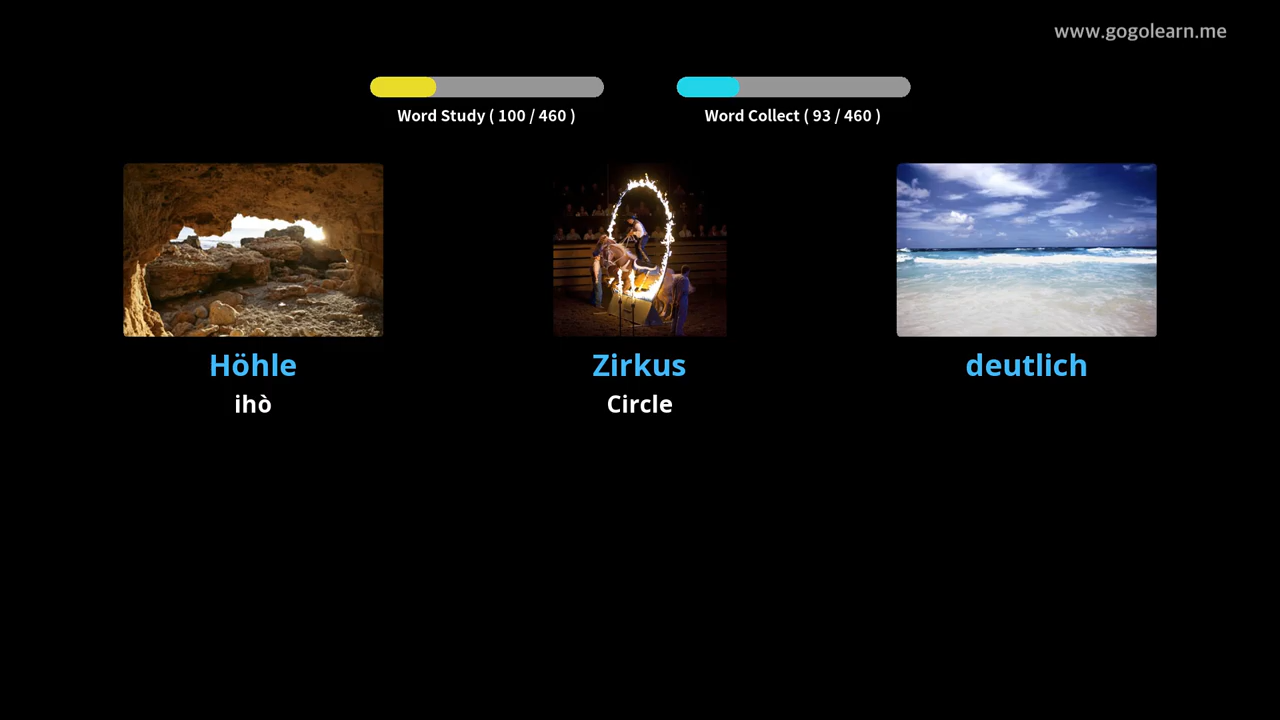 www.gogolearn.me
Word Study ( 100 / 460 )
Word Collect ( 93 / 460 )
Höhle
Zirkus
deutlich
ihò
Circle